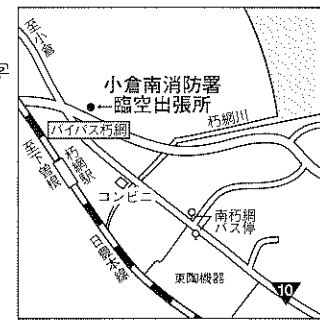 至小倉
字
小倉南消防署
臨空出張所
朽網川
バイパス朽網
至下曽根
朽網駅
コンビニ
南朽網
バス停
日豊本線
東陶機器
10